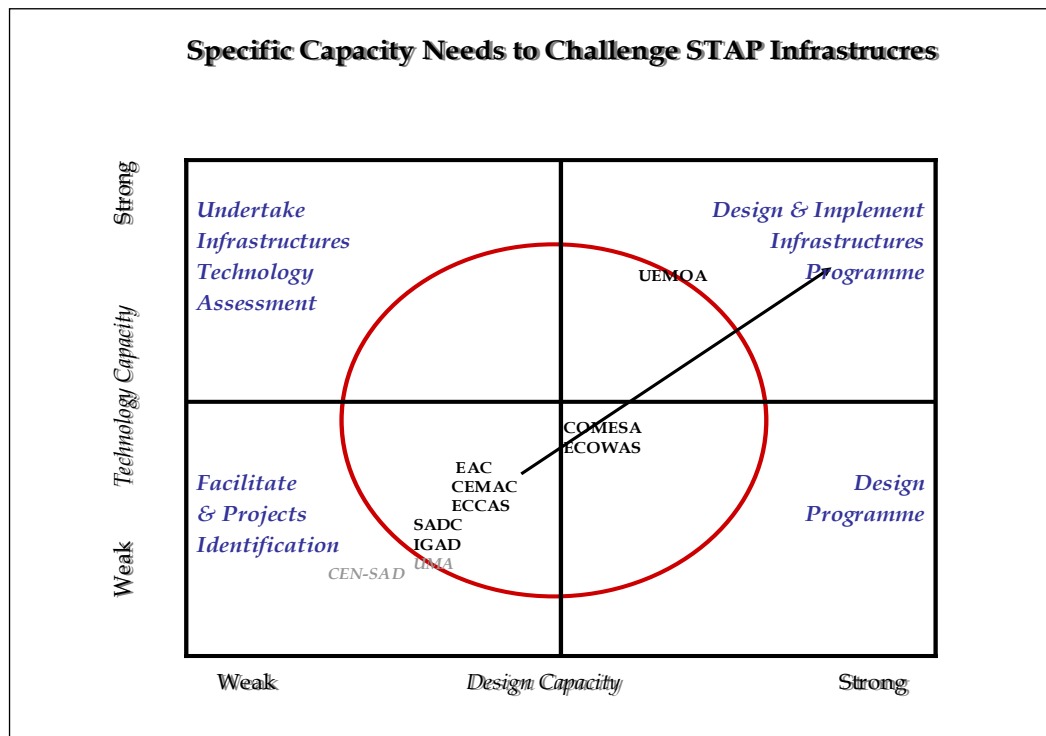 Specific Capacity Needs to Challenge STAP Infrastrucres
Strong
Technology Capacity
Weak
Undertake
Infrastructures
Technology
Assessment
Design & Implement
Infrastructures
Programme
UEMOA
COMESA
ECOWAS
EAC
CEMAC
ECCAS
SADC
IGAD
UMA
CEN-SAD
Facilitate
& Projects
Identification
Design
Programme
Weak
Design Capacity
Strong